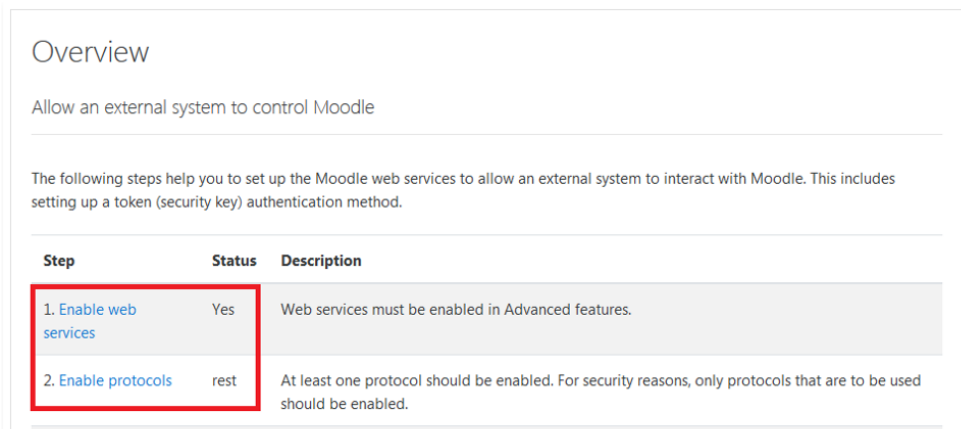 Overview
Allow an external system to control Moodle
The following steps help you to set up the Moodle web services to allow an external system to interact with Moodle. This includes
setting up a token (security key) authentication method.
Step Status Description
1. Enable web Yes Web services must be enabled in Advanced features.
services
2. Enable protocols rest At least one protocol should be enabled. For security reasons, only protocols that are to be used
should be enabled.